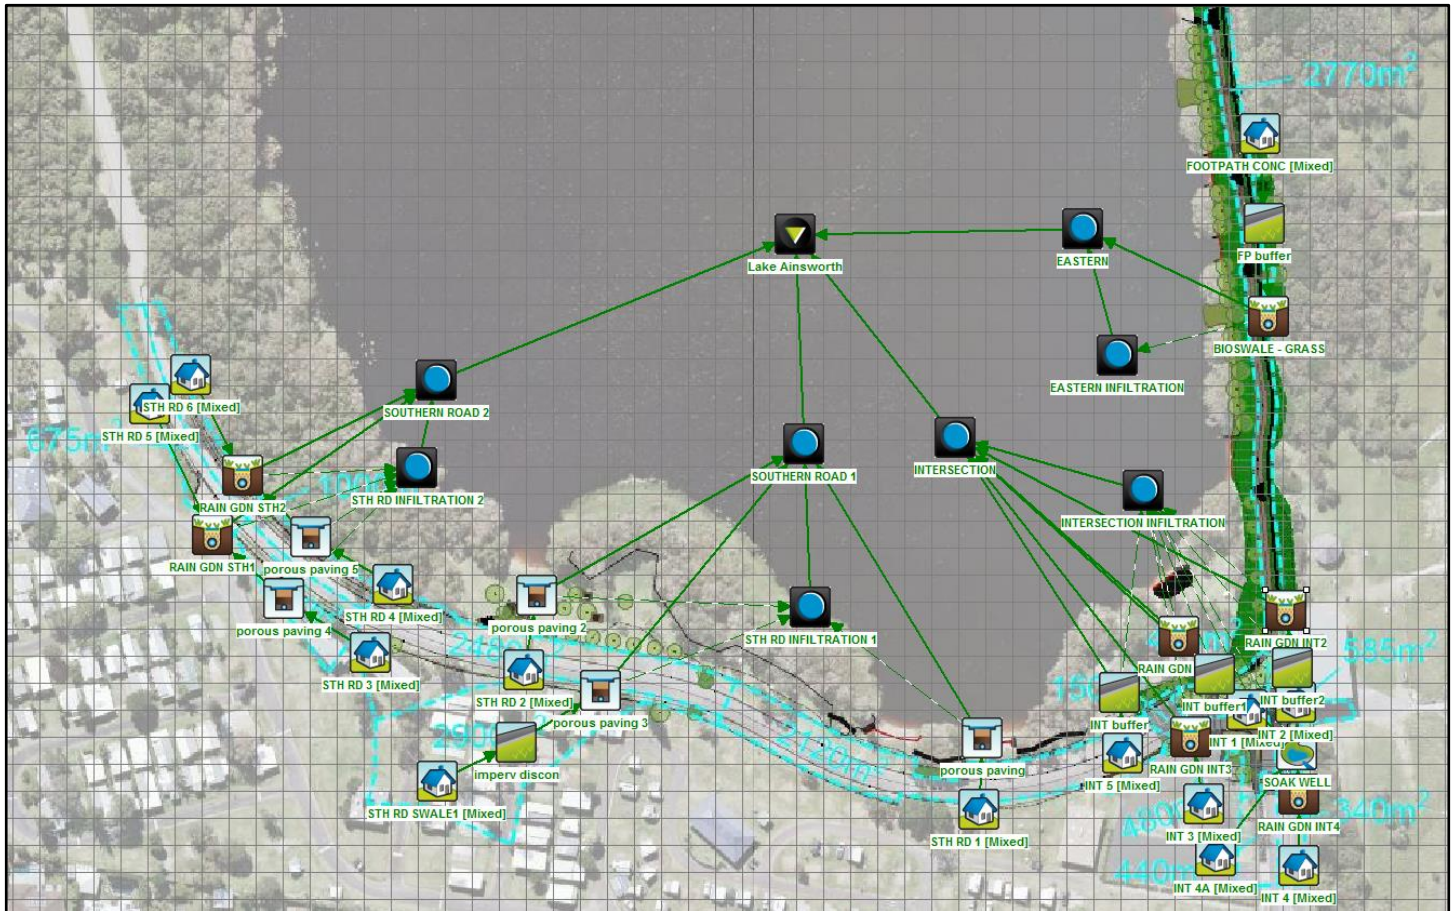 2770m²
FOOTPATH CONC [Mixed]
FP buffer
Lake Ainsworth
EASTERN
BIOSWALE - GRASS
EASTERN INFILTRATION
STH RD 6 [Mixed]
SOUTHERN ROAD 2
STH RD 5 [Mixed]
675m²
SOUTHERN ROAD 1
INTERSECTION
STH RD INFILTRATION 2
RAIN GDN STH2
INTERSECTION INFILTRATION
RAIN GDN STH1
porous paving 5
STH RD 4 [Mixed]
porous paving 4
porous paving 2
STH RD INFILTRATION 1
RAIN GDN INT2
RAIN GDN
585m²
STH RD 3 [Mixed]
STH RD 2 [Mixed]
porous paving 3
INT buffer
INT buffer1
INT buffer2
INT 1 [Mixed]
INT 2 [Mixed]
2120m²
imperv discon
porous paving
RAIN GDN INT3
INT 5 [Mixed]
SOAK WELL
STH RD SWALE1 [Mixed]
STH RD 1 [Mixed]
INT 3 [Mixed]
RAIN GDN INT4
340m²
440m²
INT 4A [Mixed]
INT 4 [Mixed]